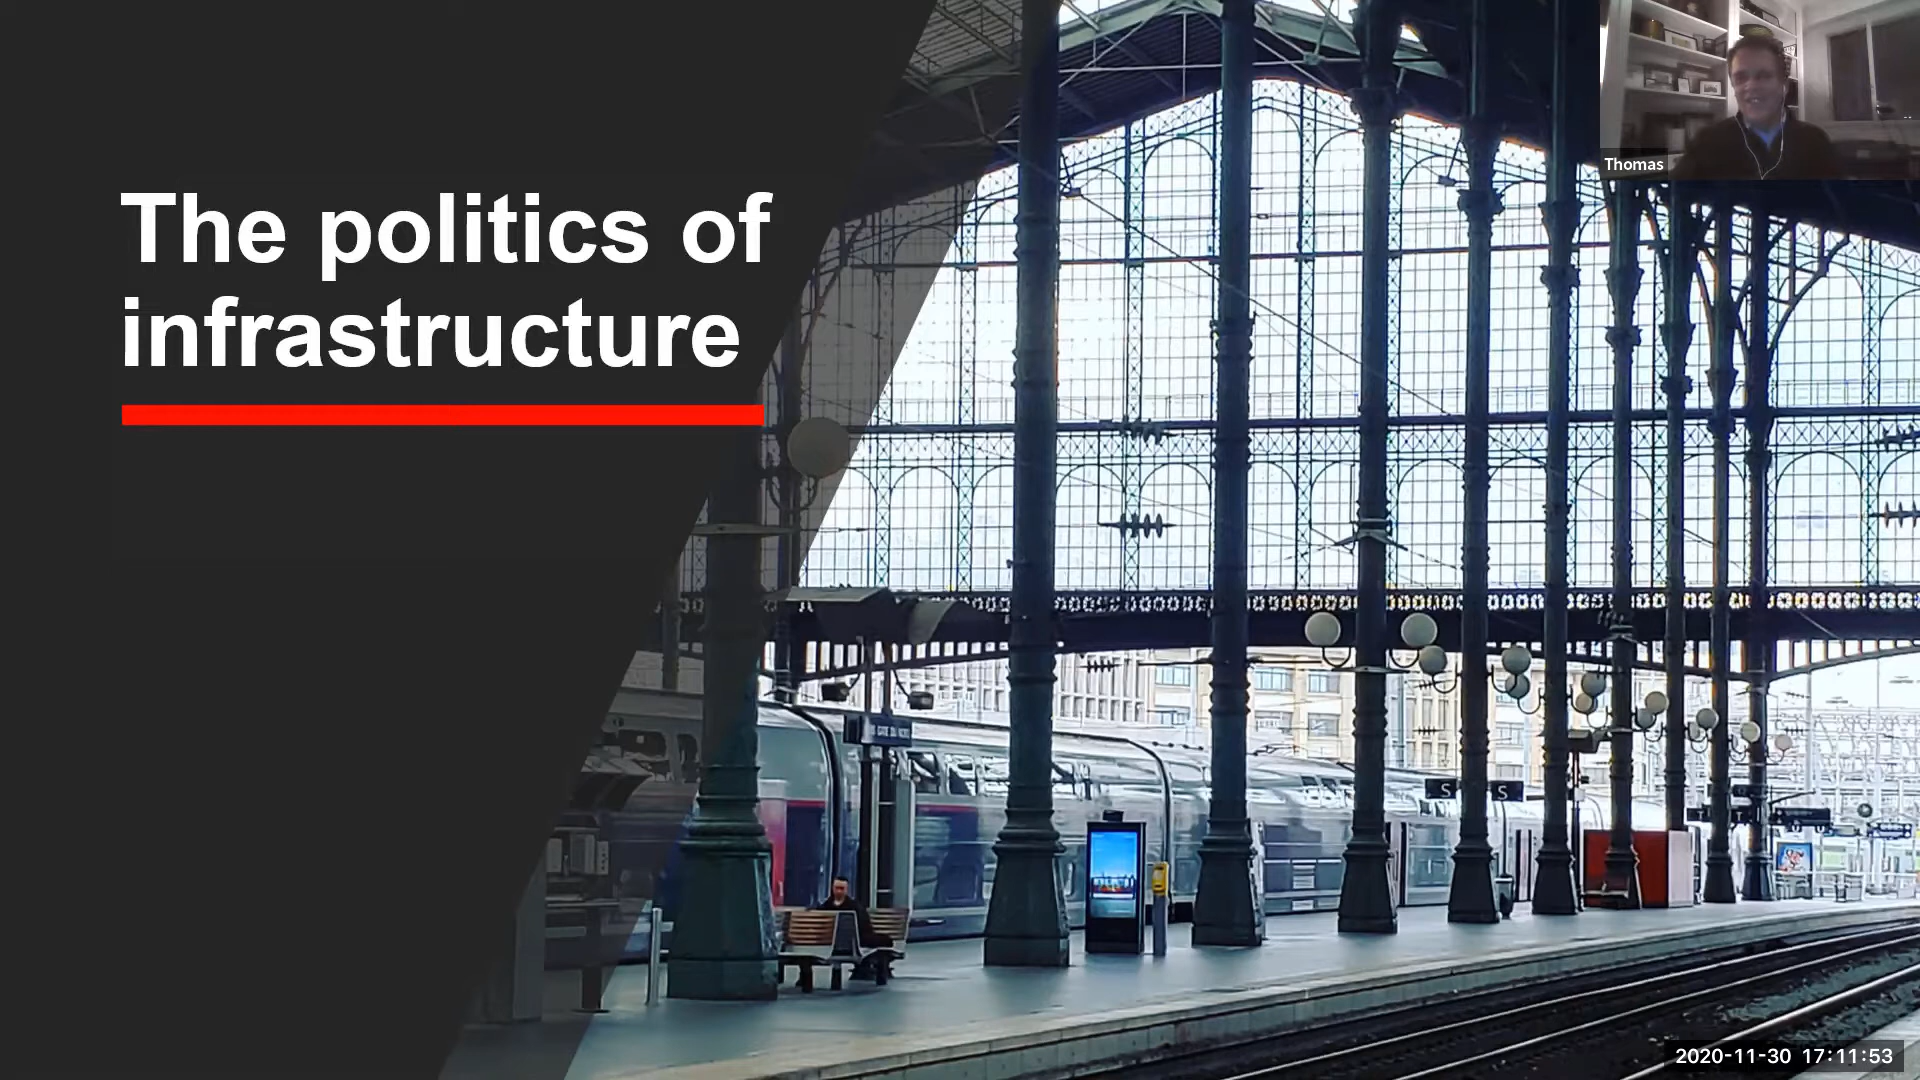 The politics of
infrastructure
Thomas
S
S
2020-11-30 17:11:53